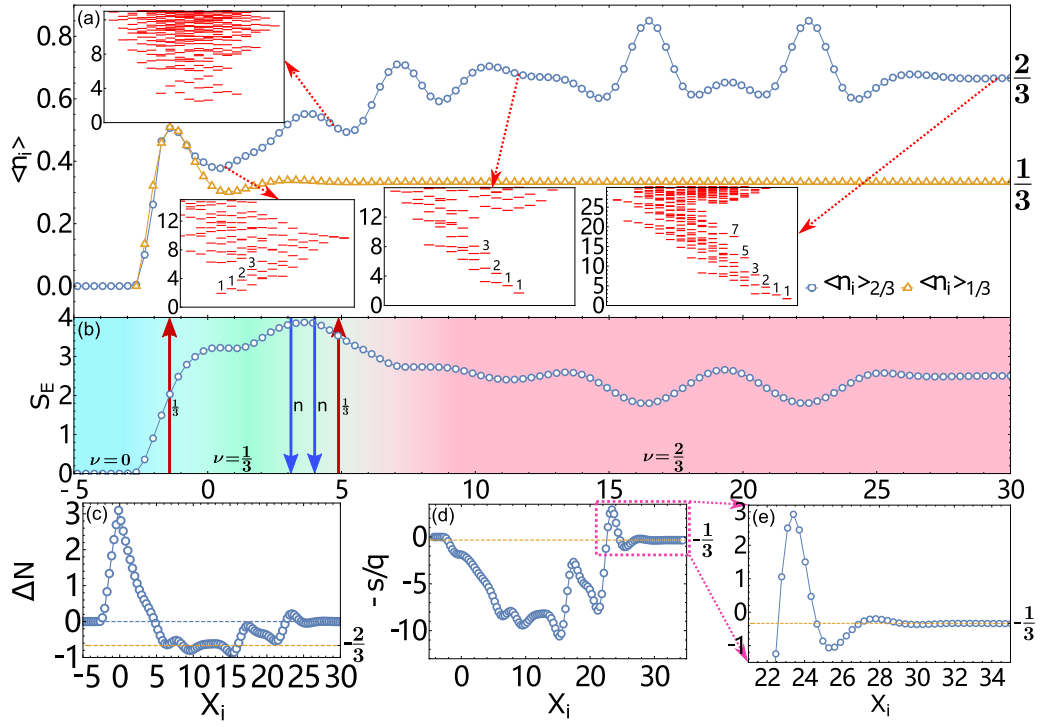 (a)
0.8
0.6
0.4
0.2
0.0
<n_i>
12
8
4
0
12
8
4
0
1 1 2 3
12
8
4
0
3
2
1
1
25
20
15
10
5
0
7
5
3
2
1
1
2/3
1/3
<n_i>_2/3
<n_i>_1/3
(b)
4
3
2
1
0
S_E
1/3
n
n
1/3
ν=0
ν=1/3
ν=2/3
-5 0 5 10 15 20 25 30
(c)
3
2
1
0
-1
ΔN
-2/3
-5 0 5 10 15 20 25 30
X_i
(d)
0
-5
-10
- s/q
-1/3
0 10 20 30
X_i
(e)
3
2
1
0
-1
-1/3
22 24 26 28 30 32 34
X_i